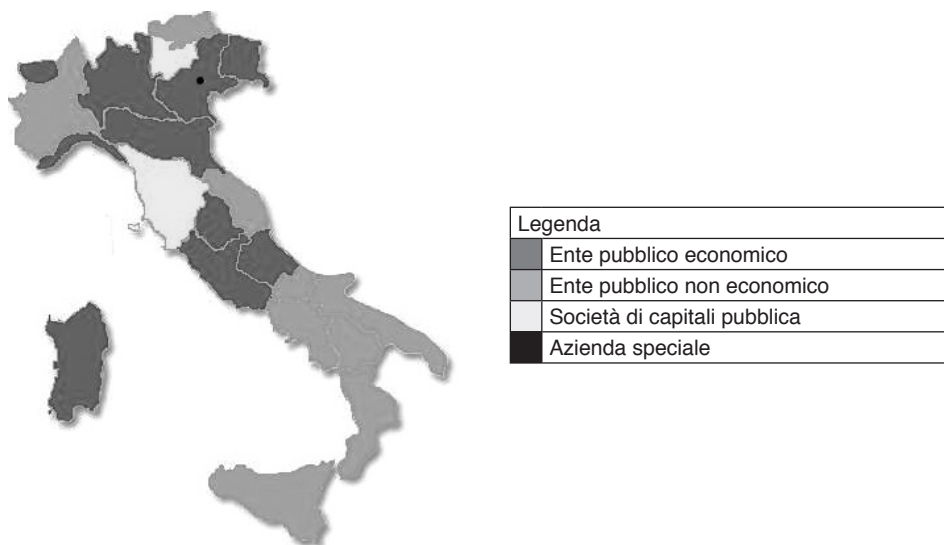 Legenda
Ente pubblico economico
Ente pubblico non economico
Società di capitali pubblica
Azienda speciale